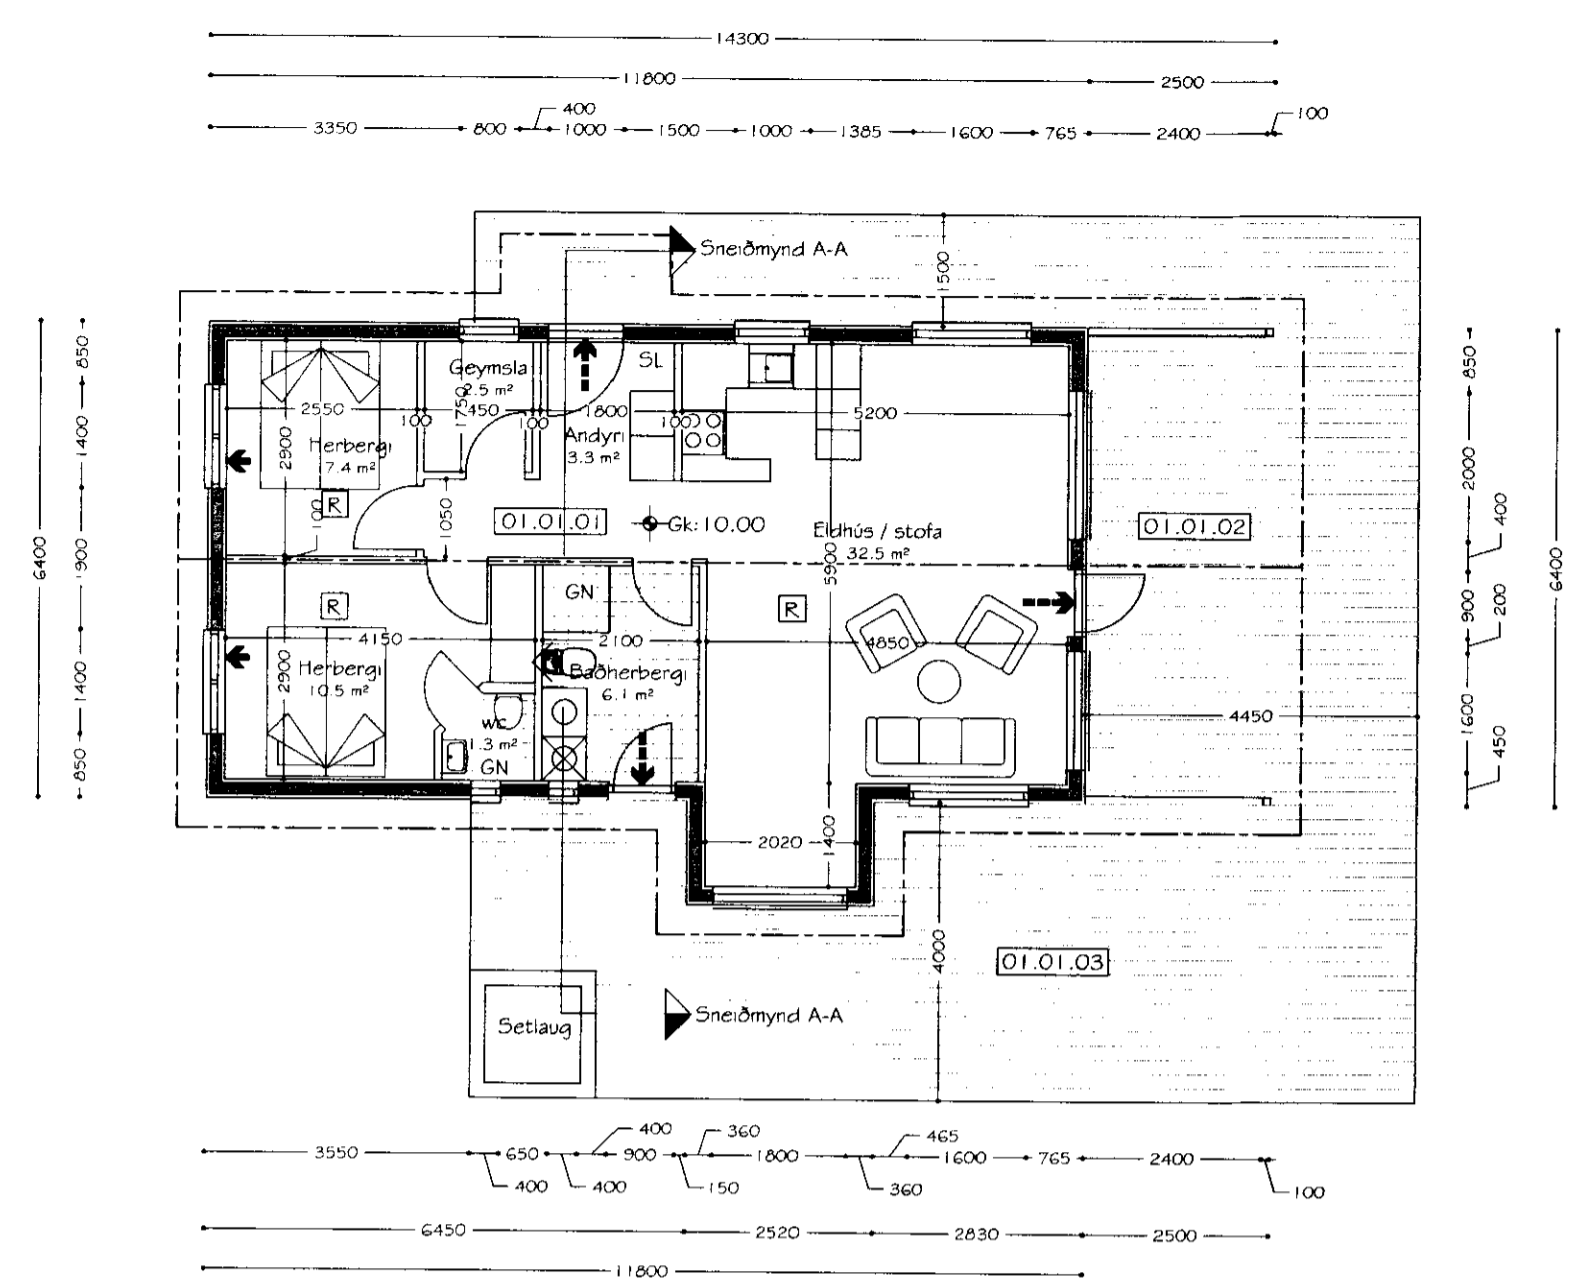 14300
11800 2500
400
3350 800 1000 1500 1000 1385 1600 765 2400 100
Sneiðmynd A-A
1500
850
1400
1900
1400
850
6400
SL
Geymsla
2.5 m²
1750
2550 100 1450 100 1800 100 5200
2900
Herbergi
7.4 m²
Andyri
3.3 m²
R
100
1050
01.01.01
Gk: 10.00
Eldhús / stofa
32.5 m²
5900
01.01.02
850
2000
400
900
200
1600
450
6400
GN
R
R
4150 2100 4850
2900
Herbergi
10.5 m²
Baðherbergi
6.1 m²
wc
1.3 m²
GN
4450
2020
1400
4000
01.01.03
Sneiðmynd A-A
Setlaug
400 360 465
3550 650 900 1800 1600 765 2400
400 400 150 360 100
6450 2520 2830 2500
11800